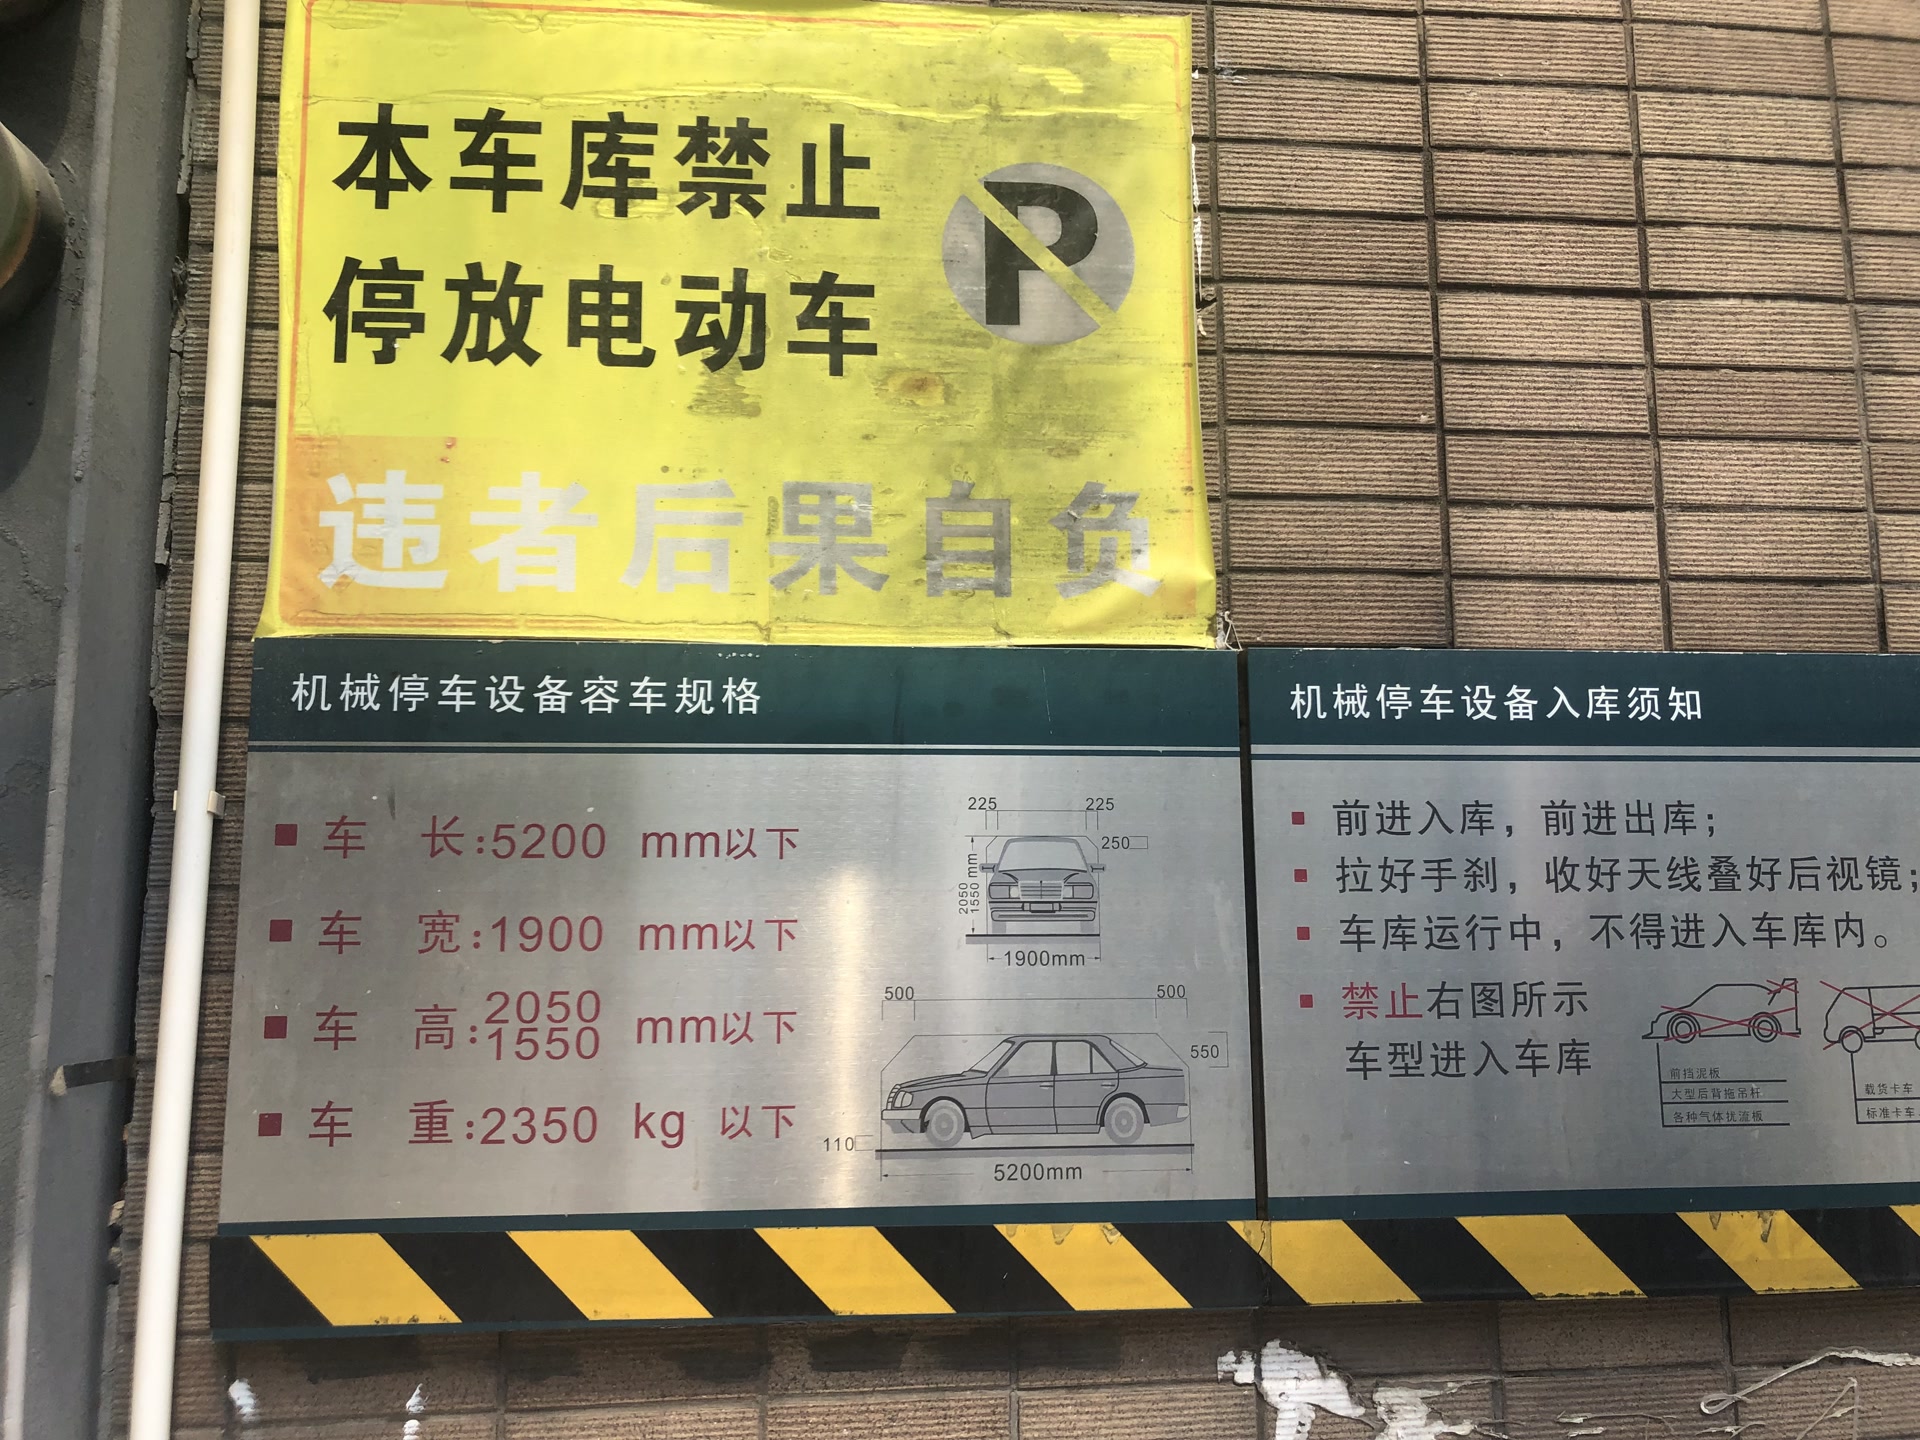 本车库禁止
停放电动车
P
违者后果自负
机械停车设备容车规格
车 长:5200 mm以下
车 宽:1900 mm以下
车 高:2050
1550 mm以下
车 重:2350 kg 以下
225 225
250
2050
1550 mm
1900mm
500 500
550
110
5200mm
机械停车设备入库须知
前进入库，前进出库；
拉好手刹，收好天线叠好后视镜；
车库运行中，不得进入车库内。
禁止右图所示
车型进入车库
前挡泥板
大型后背拖吊杆
各种气体扰流板
载货卡车
标准卡车